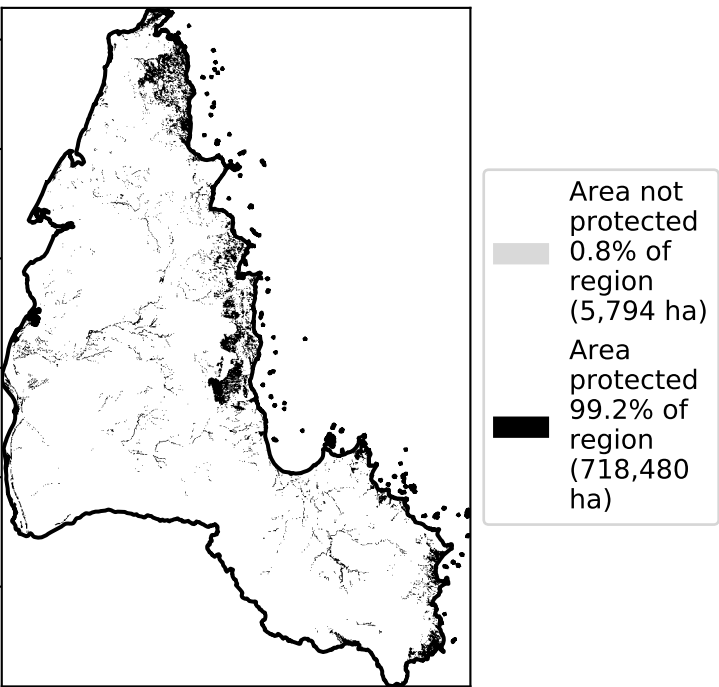 Area not
protected
0.8% of
region
(5,794 ha)
Area
protected
99.2% of
region
(718,480
ha)